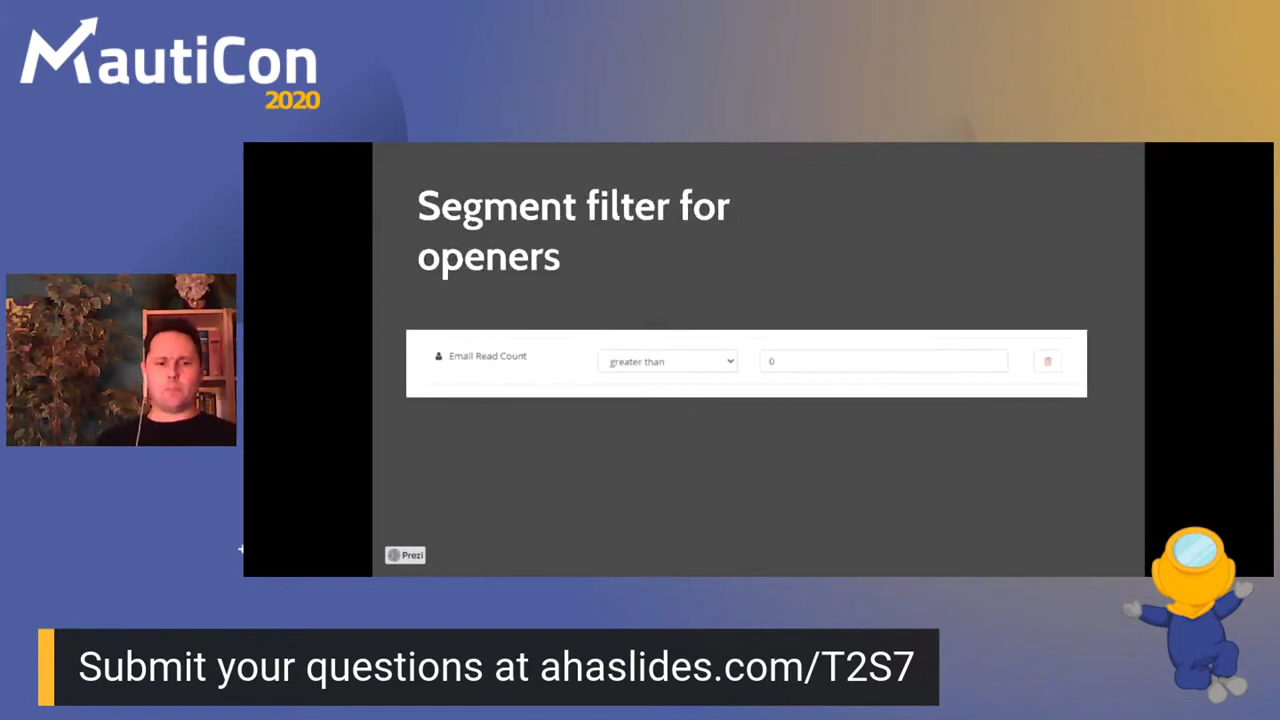 MautiCon
2020
Segment filter for
openers
Email Read Count
greater than
0
Prezi
Submit your questions at ahaslides.com/T2S7